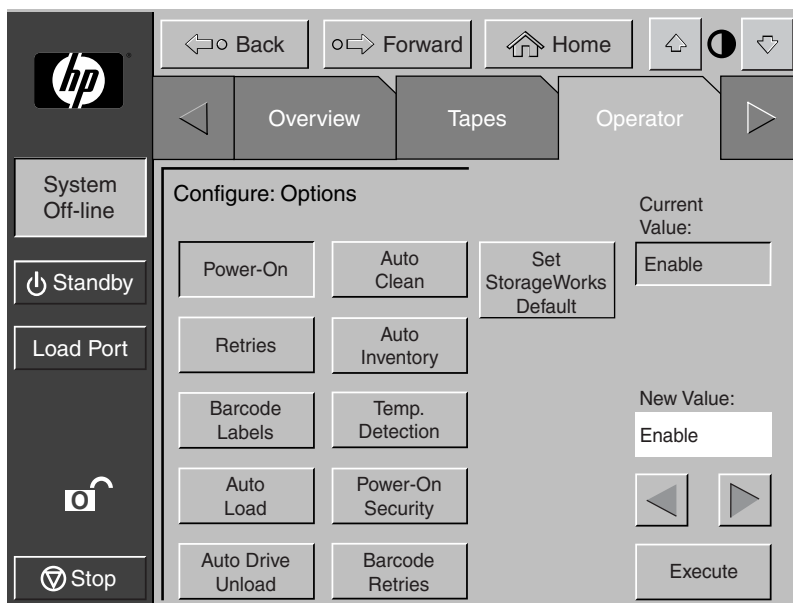 hp
Back
Forward
Home
Overview
Tapes
Operator
System
Off-line
Standby
Load Port
0
Stop
Configure: Options
Power-On
Auto
Clean
Set
StorageWorks
Default
Retries
Auto
Inventory
Barcode
Labels
Temp.
Detection
Auto
Load
Power-On
Security
Auto Drive
Unload
Barcode
Retries
Current
Value:
Enable
New Value:
Enable
Execute